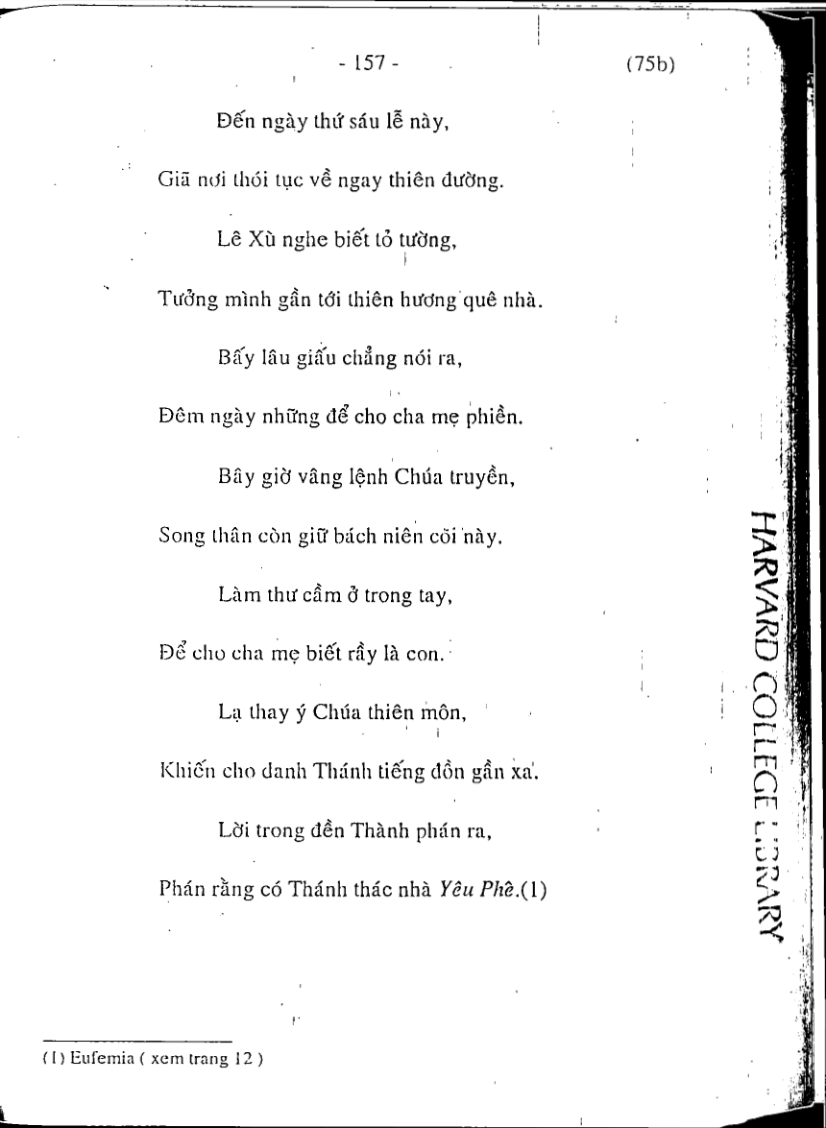 - 157 - (75b)
Đến ngày thứ sáu lễ này,
Giã nơi thói tục về ngay thiên đường.
Lê Xù nghe biết tỏ tường,
Tưởng mình gần tới thiên hương quê nhà.
Bấy lâu giấu chẳng nói ra,
Đêm ngày những để cho cha mẹ phiền.
Bây giờ vâng lệnh Chúa truyền,
Song thân còn giữ bách niên cõi này.
Làm thư cầm ở trong tay,
Để cho cha mẹ biết rầy là con.
Lạ thay ý Chúa thiên môn,
Khiến cho danh Thánh tiếng đồn gần xa.
Lời trong đền Thành phán ra,
Phán rằng có Thánh thác nhà Yêu Phê.(1)
(1) Eufemia ( xem trang 12 )
HARVARD COLLEGE LIBRARY